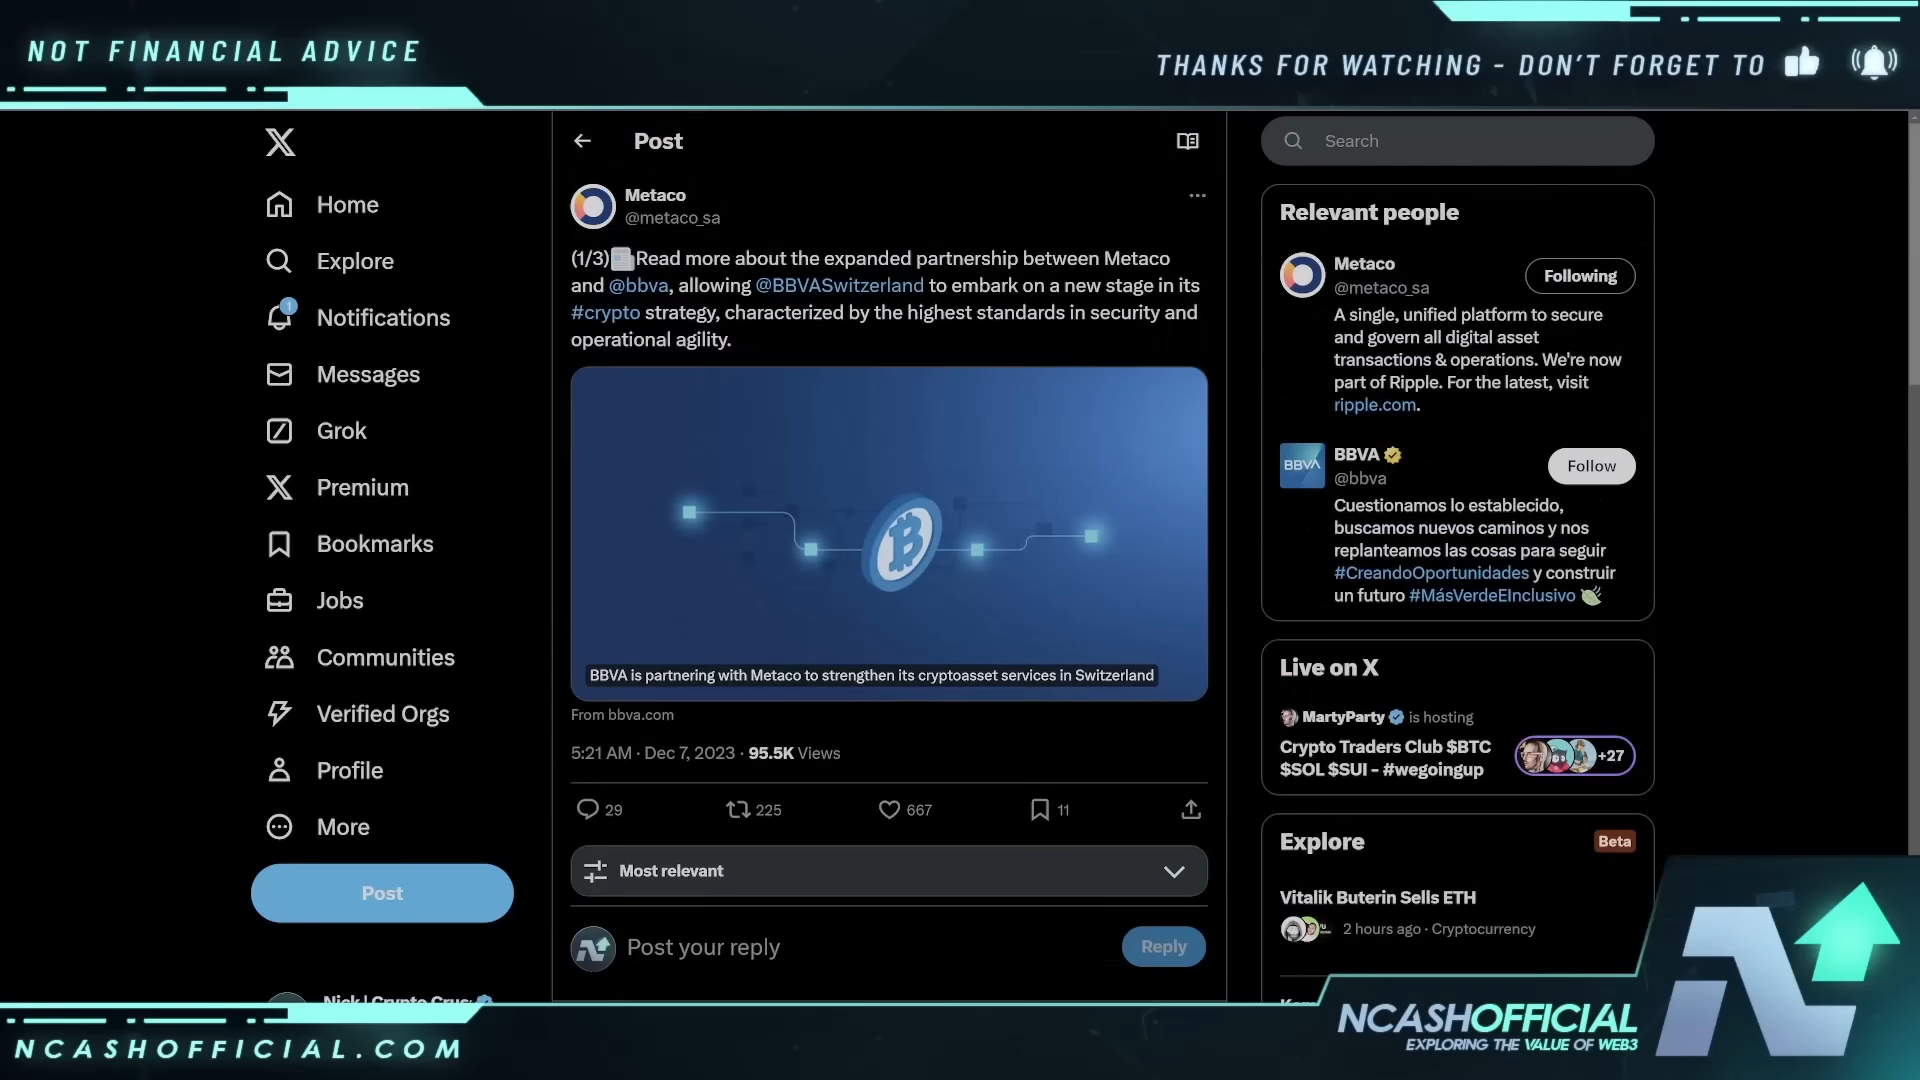 NOT FINANCIAL ADVICE
THANKS FOR WATCHING - DON'T FORGET TO
Home
Explore
1
Notifications
Messages
Grok
Premium
Bookmarks
Jobs
Communities
Verified Orgs
Profile
More
Post
Post
Metaco
@metaco_sa
(1/3)📰Read more about the expanded partnership between Metaco
and @bbva, allowing @BBVASwitzerland to embark on a new stage in its
#crypto strategy, characterized by the highest standards in security and
operational agility.
BBVA is partnering with Metaco to strengthen its cryptoasset services in Switzerland
From bbva.com
5:21 AM · Dec 7, 2023 · 95.5K Views
29 225 667 11
Most relevant
Post your reply
Reply
Search
Relevant people
Metaco
@metaco_sa
Following
A single, unified platform to secure
and govern all digital asset
transactions & operations. We're now
part of Ripple. For the latest, visit
ripple.com.
BBVA
BBVA
@bbva
Follow
Cuestionamos lo establecido,
buscamos nuevos caminos y nos
replanteamos las cosas para seguir
#CreandoOportunidades y construir
un futuro #MásVerdeEInclusivo
Live on X
MartyParty is hosting
Crypto Traders Club $BTC
$SOL $SUI - #wegoingup
+27
Explore
Beta
Vitalik Buterin Sells ETH
2 hours ago · Cryptocurrency
NCASHOFFICIAL.COM
NCASHOFFICIAL
EXPLORING THE VALUE OF WEB3